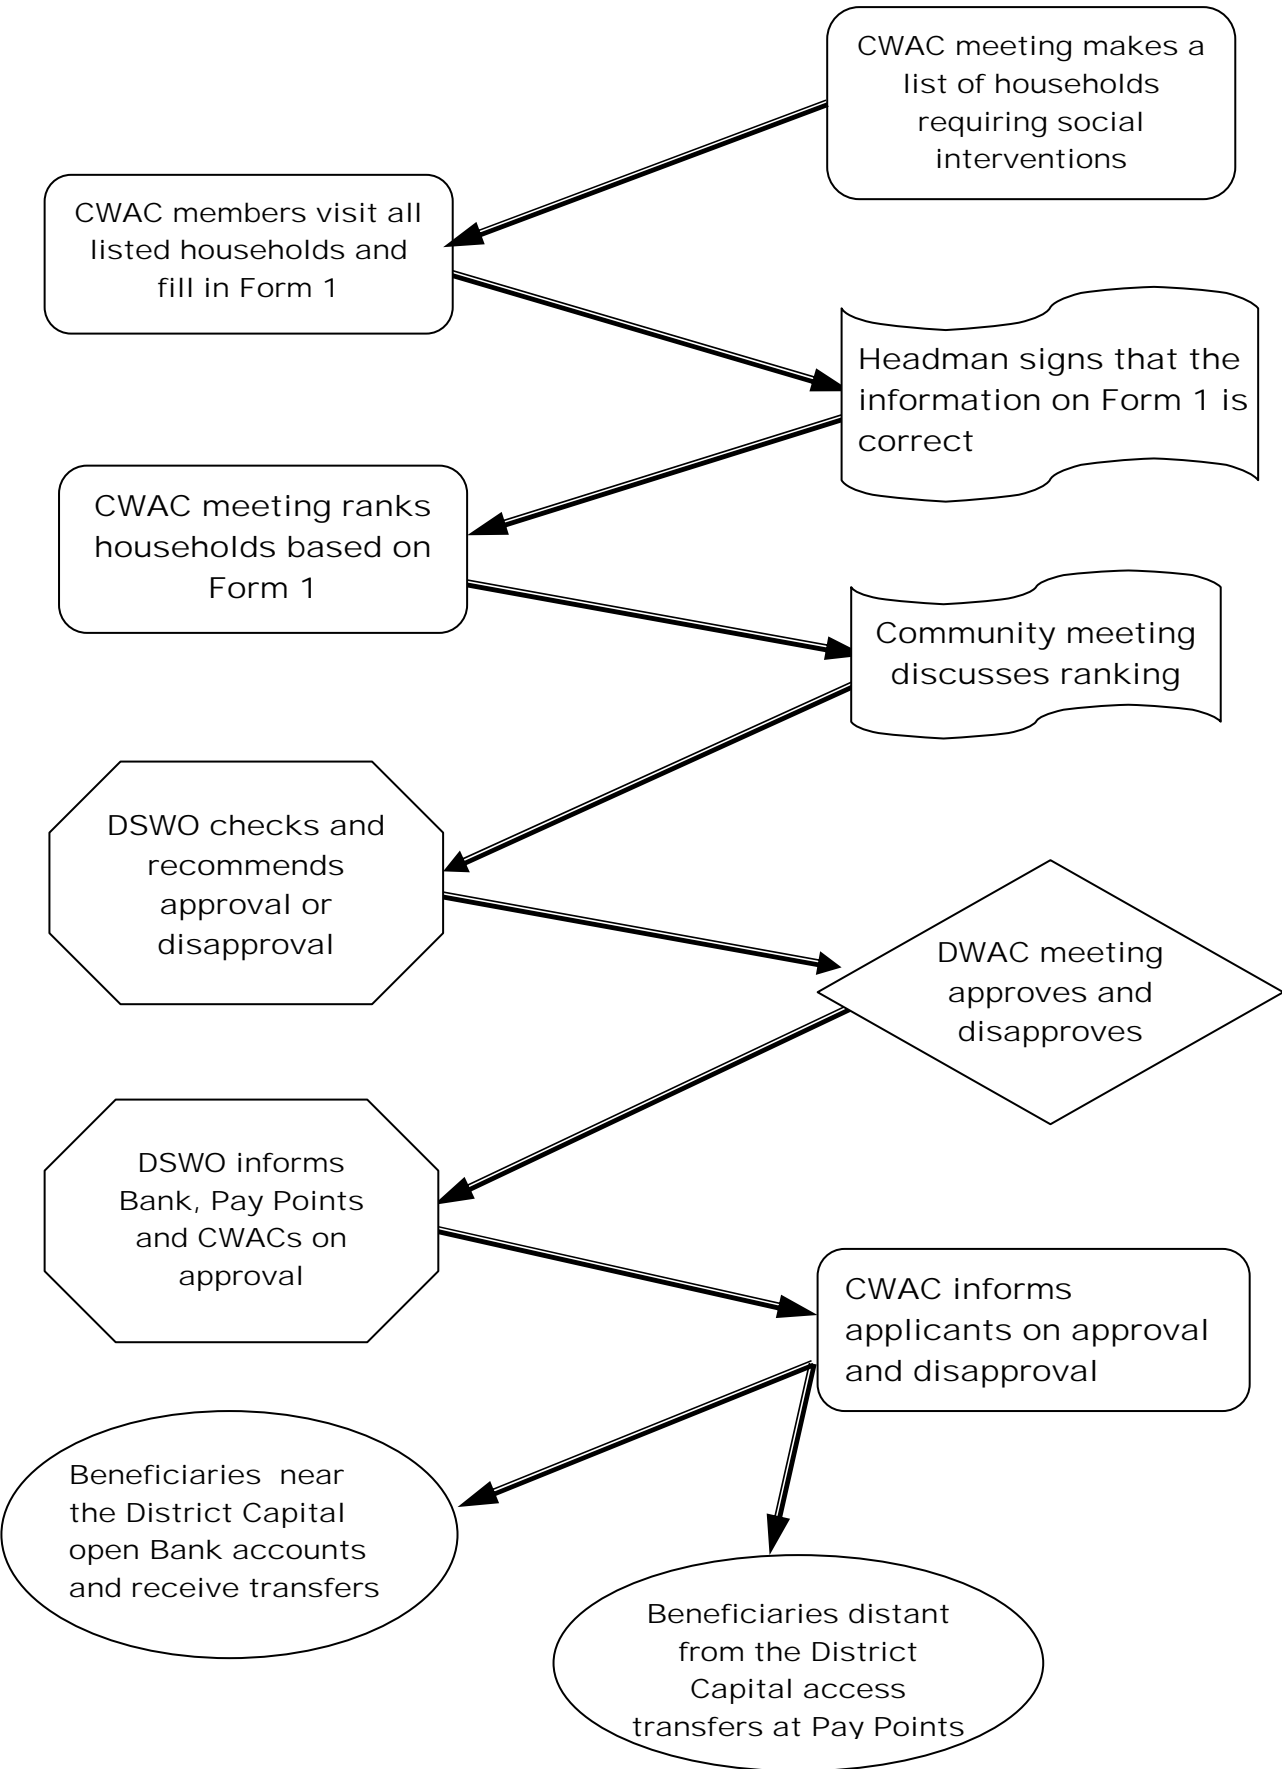 CWAC meeting makes a
list of households
requiring social
interventions
CWAC members visit all
listed households and
fill in Form 1
Headman signs that the
information on Form 1 is
correct
CWAC meeting ranks
households based on
Form 1
Community meeting
discusses ranking
DSWO checks and
recommends
approval or
disapproval
DWAC meeting
approves and
disapproves
DSWO informs
Bank, Pay Points
and CWACs on
approval
CWAC informs
applicants on approval
and disapproval
Beneficiaries near
the District Capital
open Bank accounts
and receive transfers
Beneficiaries distant
from the District
Capital access
transfers at Pay Points